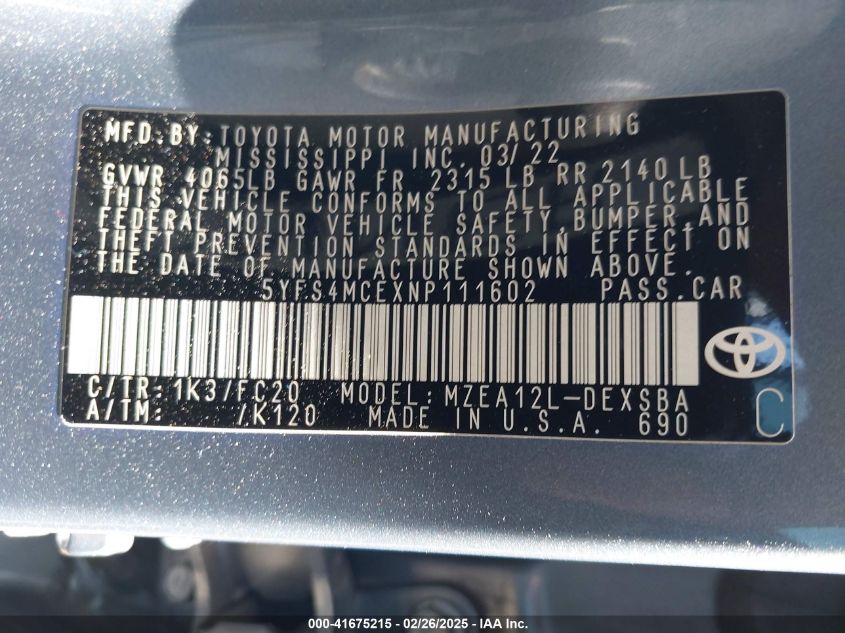 MFD.BY:TOYOTA MOTOR MANUFACTURING
MISSISSIPPI INC. 03/22
GVWR 4065LB GAWR FR 2315 LB RR 2140 LB
THIS VEHICLE CONFORMS TO ALL APPLICABLE
FEDERAL MOTOR VEHICLE SAFETY,BUMPER,AND
THEFT PREVENTION STANDARDS IN EFFECT ON
THE DATE OF MANUFACTURE SHOWN ABOVE.
5YFS4MCEXNP111602 PASS.CAR
C/TR:1K3/FC20 MODEL:MZEA12L-DEXSBA
A/TM: /K120 MADE IN U.S.A. 690
C
000-41675215 - 02/26/2025 - IAA Inc.